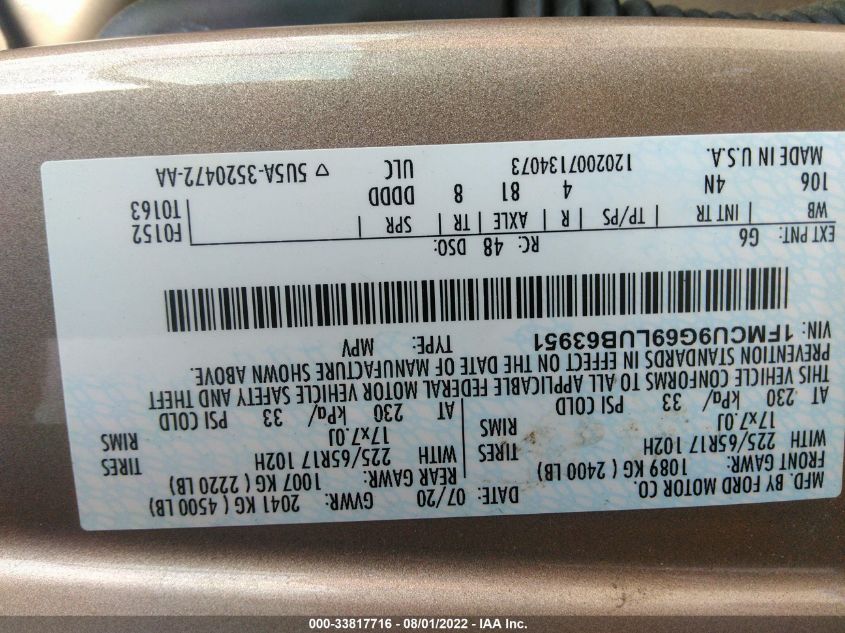 MFD. BY FORD MOTOR CO.
DATE: 07/20 GVWR: 2041 KG ( 4500 LB)
FRONT GAWR: 1089 KG ( 2400 LB) REAR GAWR: 1007 KG ( 2220 LB)
WITH 225/65R17 102H TIRES WITH 225/65R17 102H TIRES
17x7.0J RIMS 17x7.0J RIMS
AT 230 kPa/ 33 PSI COLD AT 230 kPa/ 33 PSI COLD
THIS VEHICLE CONFORMS TO ALL APPLICABLE FEDERAL MOTOR VEHICLE SAFETY AND THEFT
PREVENTION STANDARDS IN EFFECT ON THE DATE OF MANUFACTURE SHOWN ABOVE.
VIN: 1FMCU9G69LUB63951 TYPE: MPV
EXT PNT: G6 RC: 48 DSO: F0152
WB | INT TR | TP/PS | R | AXLE | TR | SPR | T0163
106 4N 4 81 8 DDDD
MADE IN U.S.A. 1202007134073 ULC ▽ 5U5A-3520472-AA
000-33817716 - 08/01/2022 - IAA Inc.